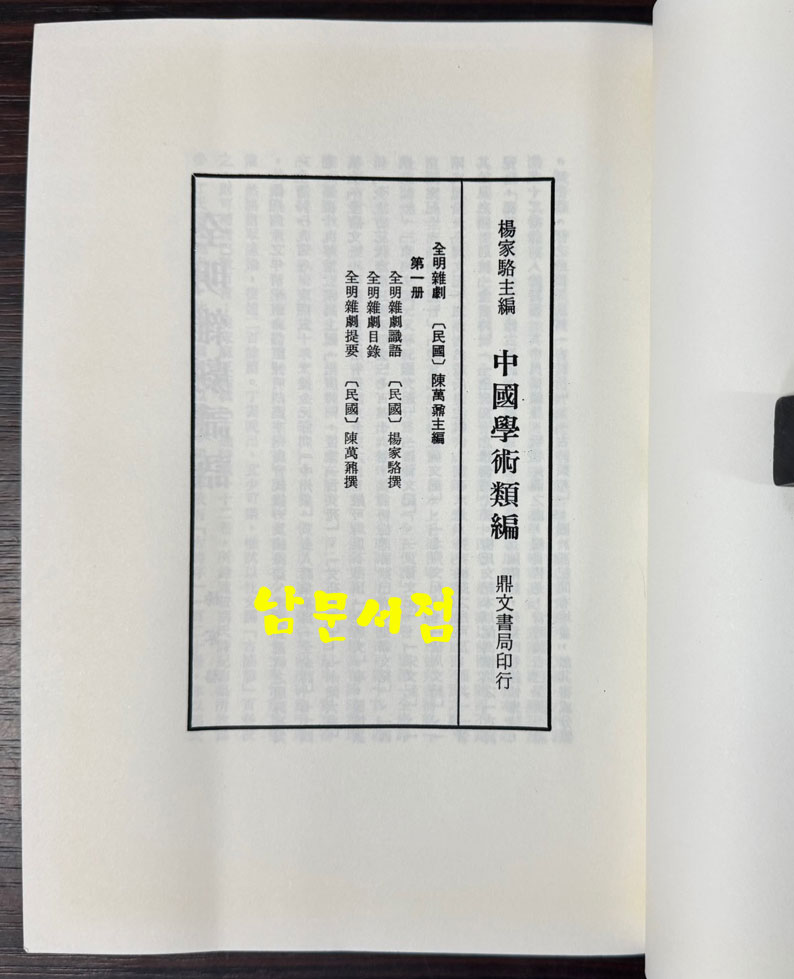 楊家駱主編 中國學術類編 鼎文書局印行
全明雜劇 〔民國〕陳萬鼐主編
第一册
全明雜劇識語 〔民國〕楊家駱撰
全明雜劇目錄
全明雜劇提要 〔民國〕陳萬鼐撰
남문서점